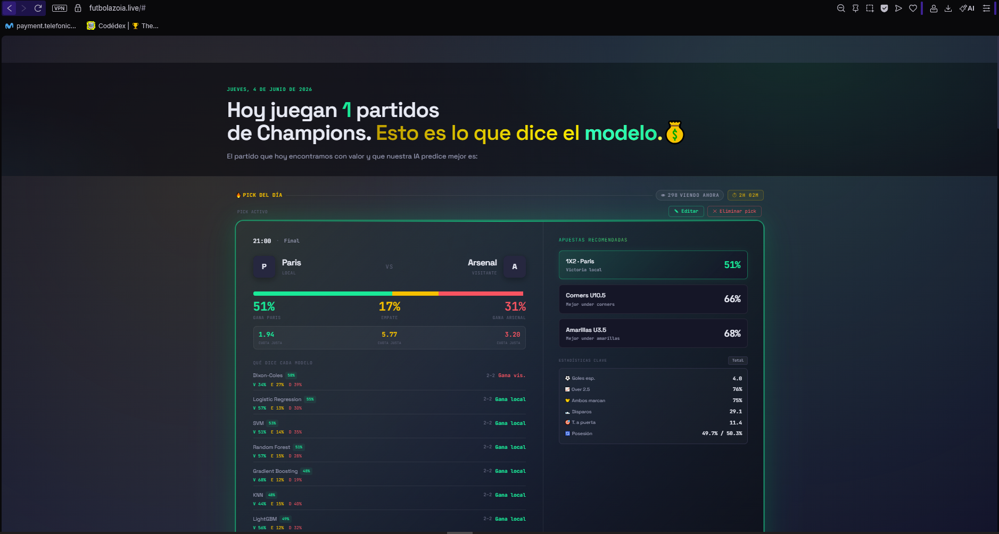 VPN futbolazoia.live/# AI
payment.telefonic... Codédex | The...
JUEVES, 4 DE JUNIO DE 2026
Hoy juegan 1 partidos
de Champions. Esto es lo que dice el modelo.
El partido que hoy encontramos con valor y que nuestra IA predice mejor es:
PICK DEL DÍA
298 VIENDO AHORA
2H 02M
PICK ACTIVO
Editar
Eliminar pick
21:00 · Final
P Paris
LOCAL
VS
Arsenal A
VISITANTE
51% 17% 31%
GANA PARIS EMPATE GANA ARSENAL
1.94 5.77 3.20
CUOTA JUSTA CUOTA JUSTA CUOTA JUSTA
QUÉ DICE CADA MODELO
Dixon-Coles 58% 2-2 Gana vis.
V 34% E 27% D 39%
Logistic Regression 55% 2-2 Gana local
V 57% E 13% D 30%
SVM 53% 2-2 Gana local
V 51% E 14% D 35%
Random Forest 51% 2-2 Gana local
V 57% E 15% D 28%
Gradient Boosting 48% 2-2 Gana local
V 68% E 12% D 19%
KNN 48% 2-2 Gana local
V 44% E 15% D 40%
LightGBM 49% 2-2 Gana local
V 56% E 12% D 32%
APUESTAS RECOMENDADAS
1X2 · Paris 51%
Victoria local
Corners U10.5 66%
Mejor under corners
Amarillas U3.5 68%
Mejor under amarillas
ESTADÍSTICAS CLAVE Total
Goles esp. 4.0
Over 2.5 76%
Ambos marcan 75%
Disparos 29.1
T. a puerta 11.4
Posesión 49.7% / 50.3%